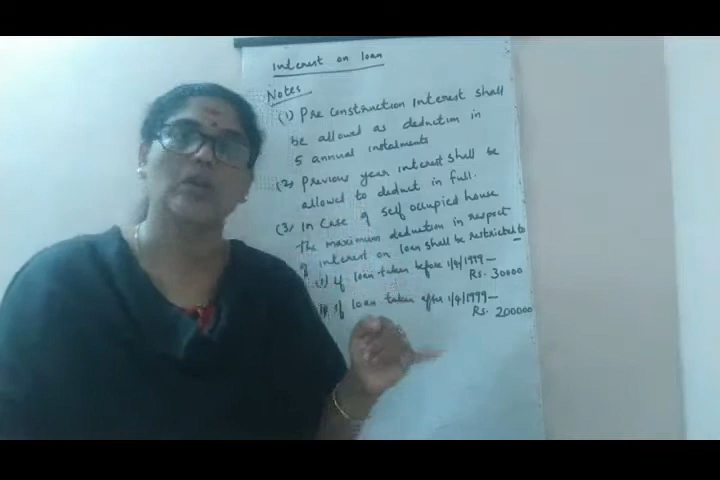 Interest on loan
Notes
(1) Pre Construction Interest shall
be allowed as deduction in
5 annual instalments
(2) Previous year interest shall be
allowed to deduct in full.
(3) In Case of Self occupied house
The maximum deduction in respect
of interest on loan shall be restricted to
(i) If loan taken before 1/4/1999 —
Rs. 30000
ii) If loan taken after 1/4/1999 —
Rs. 200000